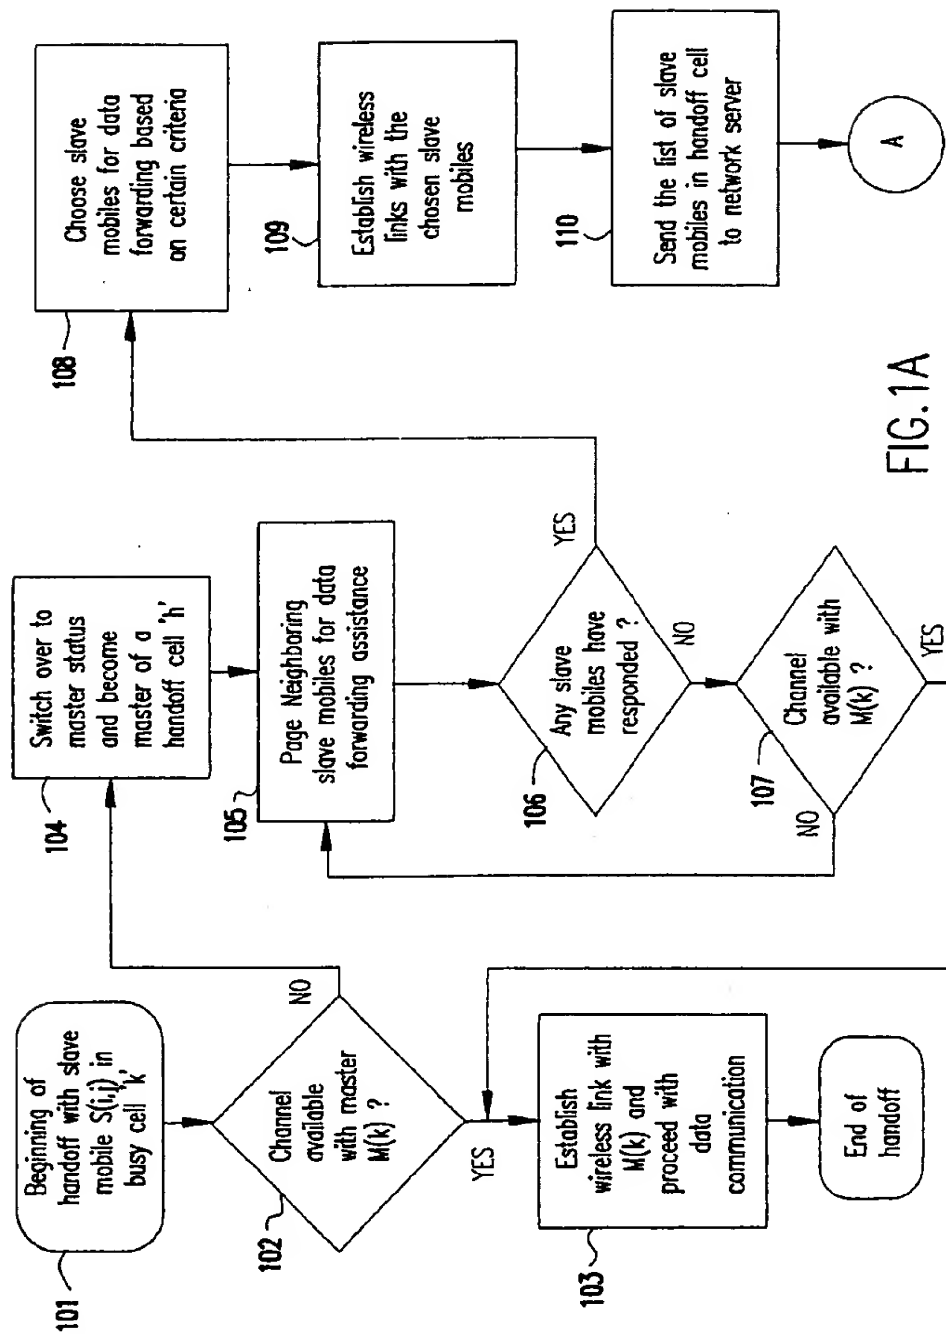 101
Beginning of
handoff with slave
mobile S(i,j) in
busy cell 'k'
102
Channel
available
with master
M(k) ?
NO
YES
103
Establish
wireless link with
M(k) and
proceed with
data
communication
End of
handoff
104
Switch over to
master status
and become
master of a
handoff cell 'h'
105
Page Neighboring
slave mobiles for data
forwarding assistance
106
Any slave
mobiles have
responded ?
YES
NO
107
Channel
available with
M(k) ?
NO
YES
108
Choose slave
mobiles for data
forwarding based
on certain criteria
109
Establish wireless
links with the
chosen slave
mobiles
110
Send the list of slave
mobiles in handoff cell
to network server
A
FIG. 1A